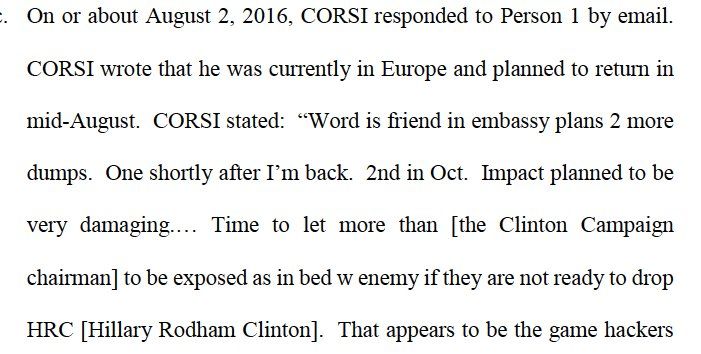 c. On or about August 2, 2016, CORSI responded to Person 1 by email.
CORSI wrote that he was currently in Europe and planned to return in
mid-August. CORSI stated: “Word is friend in embassy plans 2 more
dumps. One shortly after I’m back. 2nd in Oct. Impact planned to be
very damaging.… Time to let more than [the Clinton Campaign
chairman] to be exposed as in bed w enemy if they are not ready to drop
HRC [Hillary Rodham Clinton]. That appears to be the game hackers